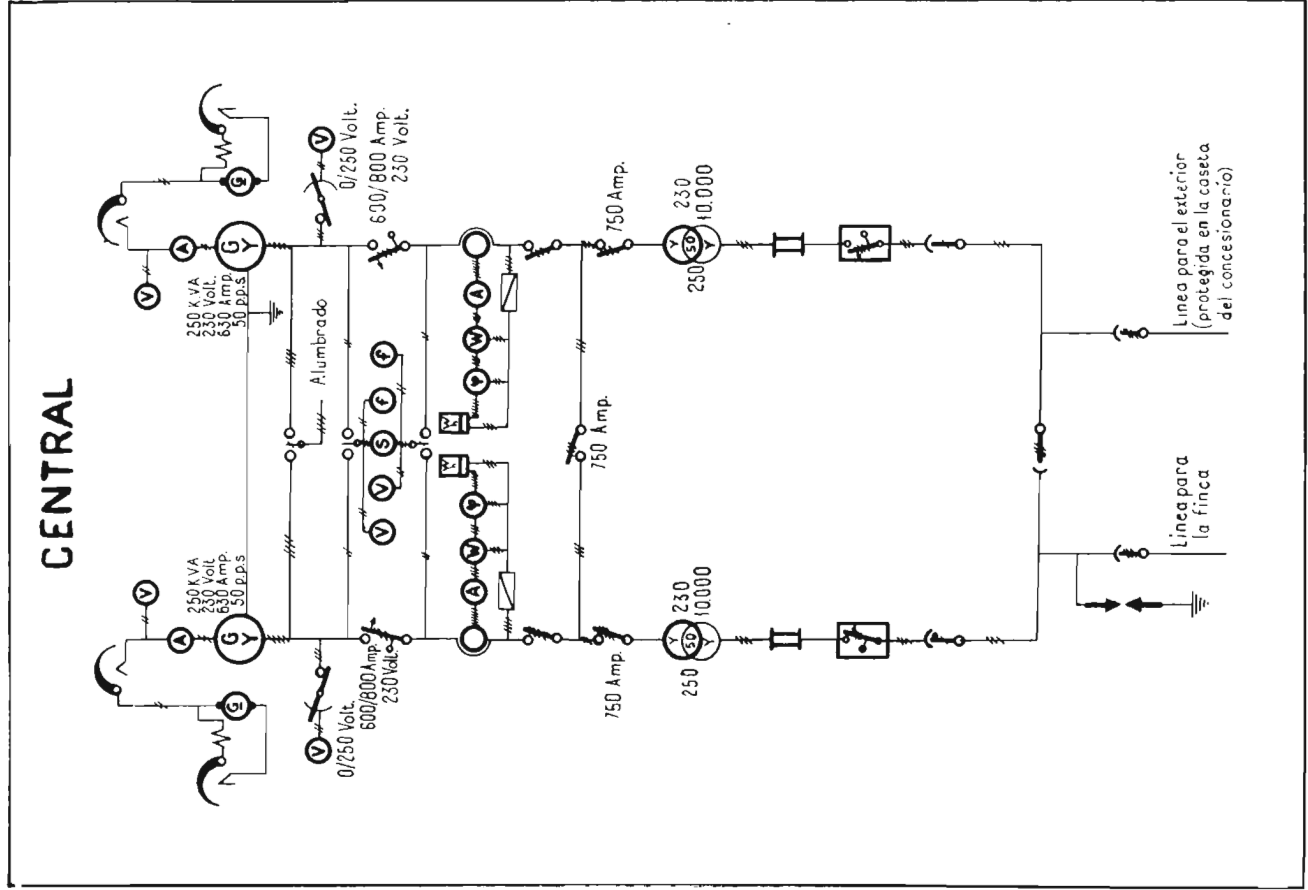 CENTRAL
V
V
A
A
250 KVA
230 Volt
630 Amp.
50 p.p.s
250 KVA
230 Volt.
630 Amp.
50 p.p.s.
G
Y
G
Y
G
G
V
0/250 Volt.
600/800 Amp.
230 Volt.
V
0/250 Volt.
600/800 Amp.
230 Volt.
Alumbrado
V
V
S
f
f
A
W
φ
φ
W
A
750 Amp.
750 Amp.
750 Amp.
250
Y
50
Y
230
10.000
250
Y
50
Y
230
10.000
Linea para
la finca
Linea para el exterior
(protegida en la caseta
del concesionario)